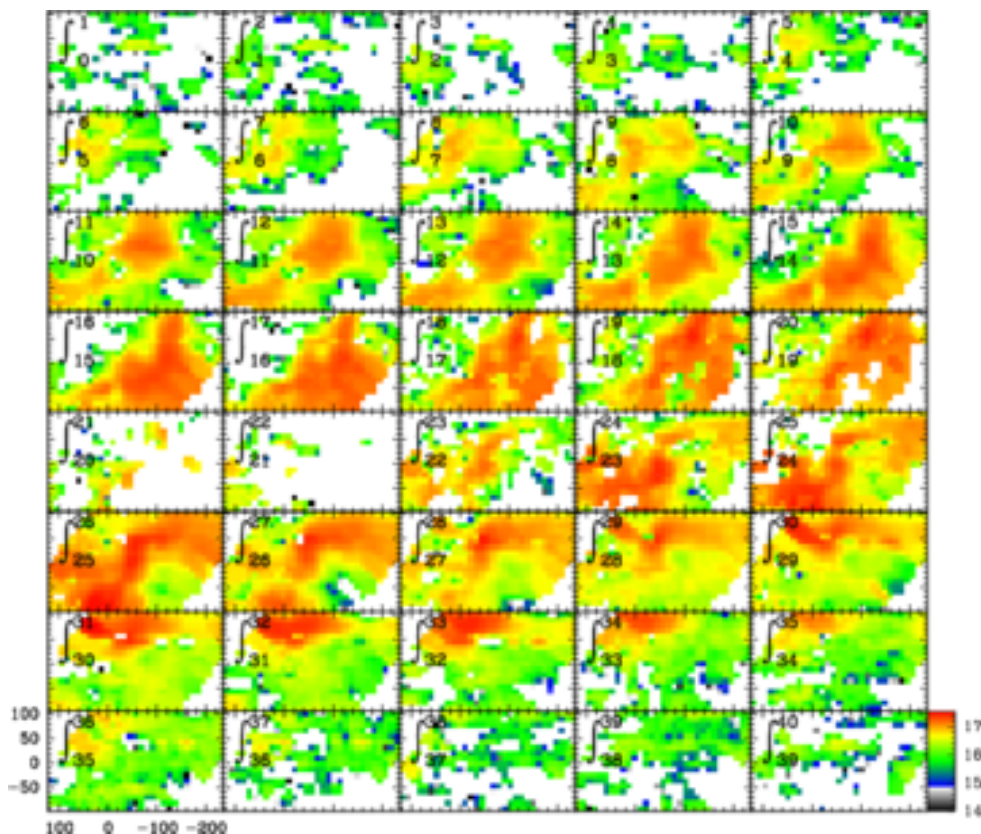 ∫ 1 ∫ 2 ∫ 3 ∫ 4 ∫ 5
0 1 2 3 4
∫ 6 ∫ 7 ∫ 8 ∫ 9 ∫ 10
5 6 7 8 9
∫ 11 ∫ 12 ∫ 13 ∫ 14 ∫ 15
10 11 12 13 14
∫ 16 ∫ 17 ∫ 18 ∫ 19 ∫ 20
15 16 17 18 19
∫ 21 ∫ 22 ∫ 23 ∫ 24 ∫ 25
20 21 22 23 24
∫ 26 ∫ 27 ∫ 28 ∫ 29 ∫ 30
25 26 27 28 29
∫ 31 ∫ 32 ∫ 33 ∫ 34 ∫ 35
30 31 32 33 34
∫ 36 ∫ 37 ∫ 38 ∫ 39 ∫ 40
35 36 37 38 39
100
50
0
−50
100 0 −100 −200
17
16
15
14